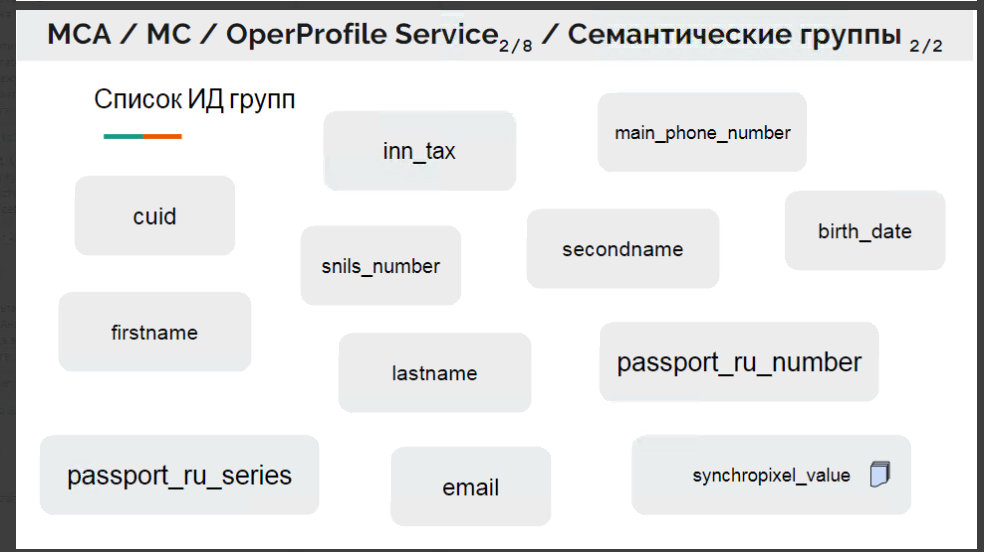 MCA / MC / OperProfile Service 2/8 / Семантические группы 2/2
Список ИД групп
inn_tax
main_phone_number
cuid
snils_number
secondname
birth_date
firstname
lastname
passport_ru_number
passport_ru_series
email
synchropixel_value